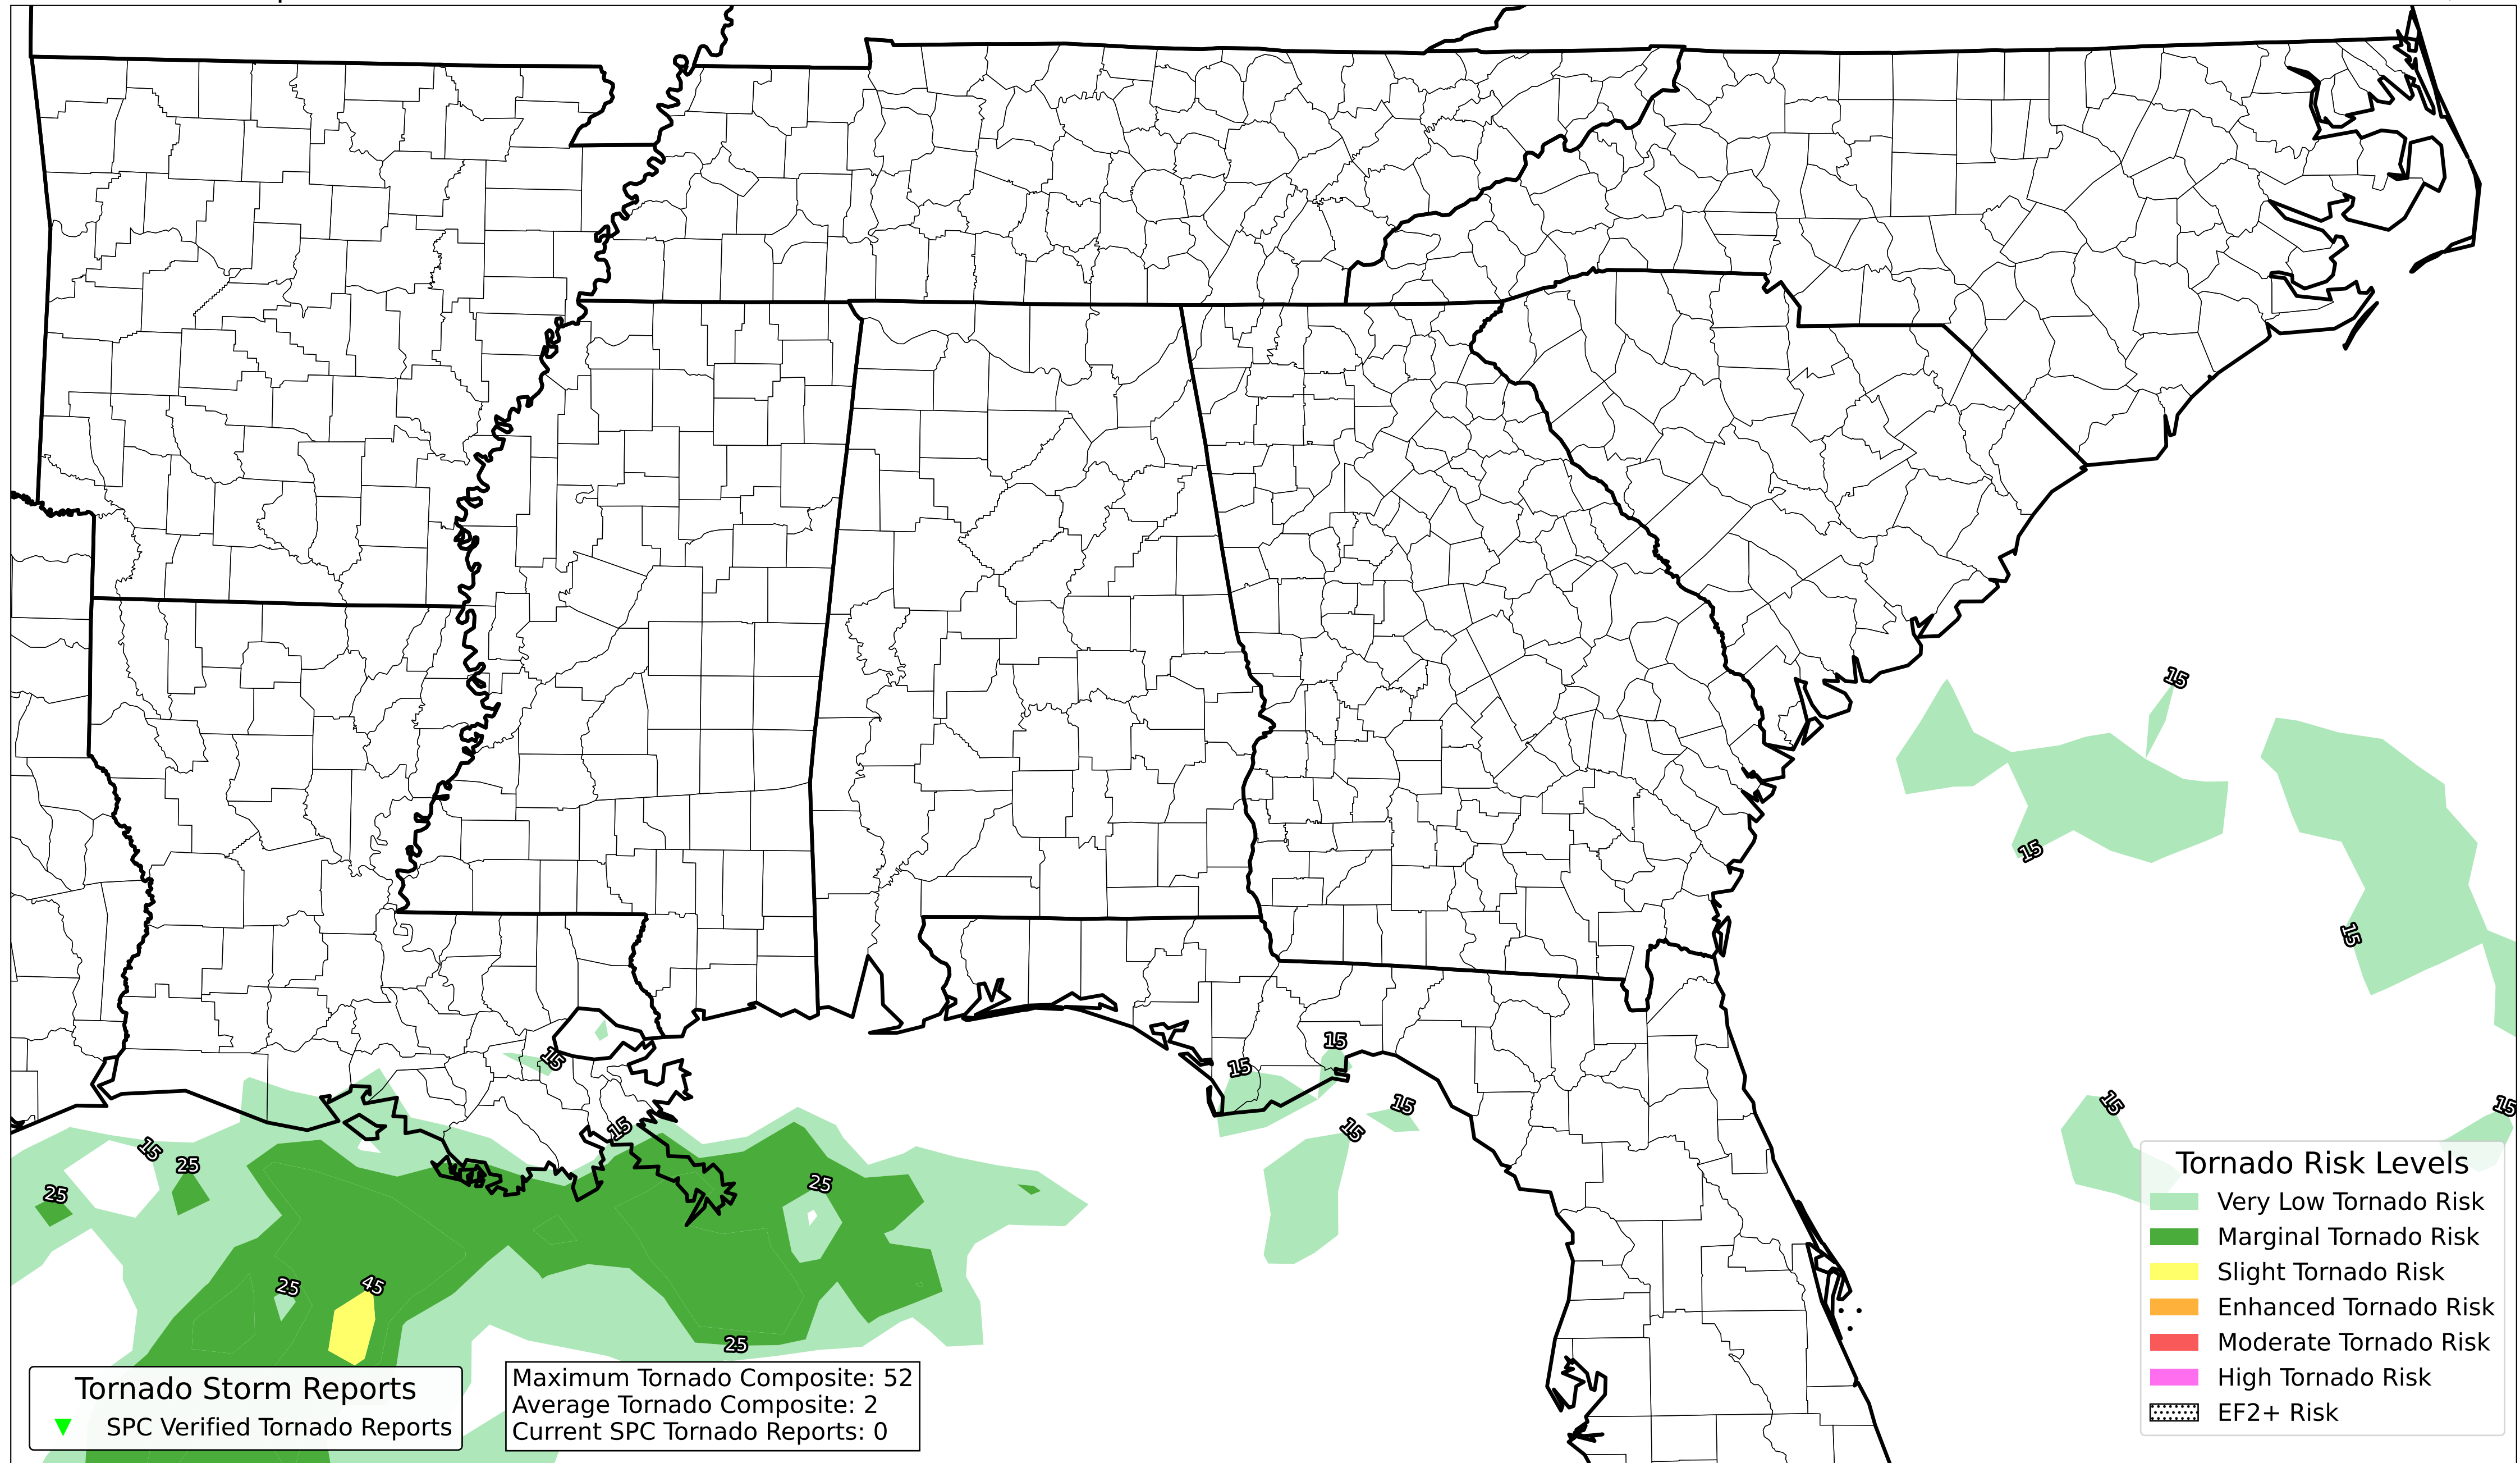 15
15
15
15
15
15
15
15
15
15
15
15
25
25
25
25
45
25
Tornado Risk Levels
Very Low Tornado Risk
Marginal Tornado Risk
Slight Tornado Risk
Enhanced Tornado Risk
Moderate Tornado Risk
High Tornado Risk
EF2+ Risk
Tornado Storm Reports
SPC Verified Tornado Reports
Maximum Tornado Composite: 52
Average Tornado Composite: 2
Current SPC Tornado Reports: 0